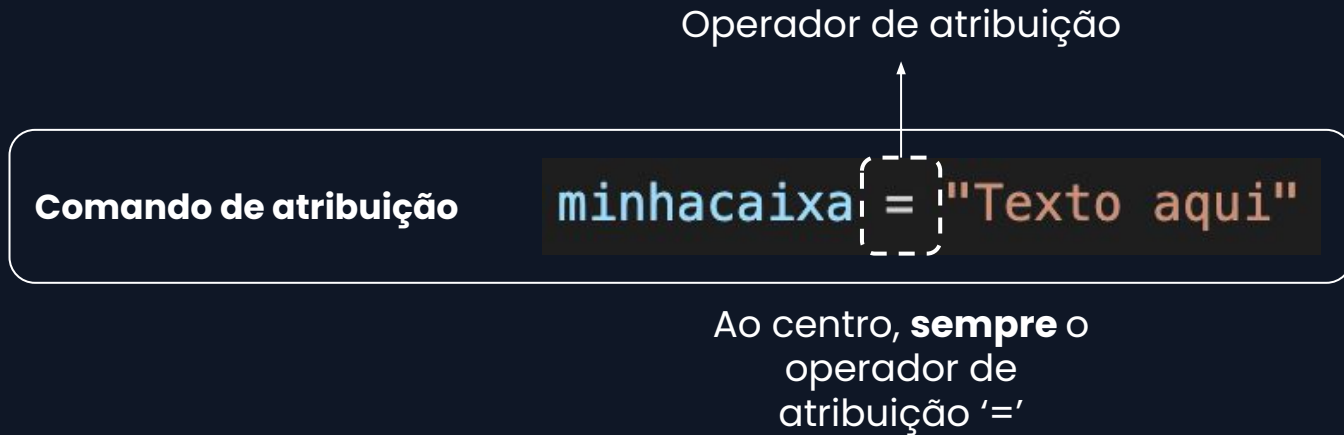 Operador de atribuição
Comando de atribuição
minhacaixa = "Texto aqui"
Ao centro, sempre o
operador de
atribuição ‘=’